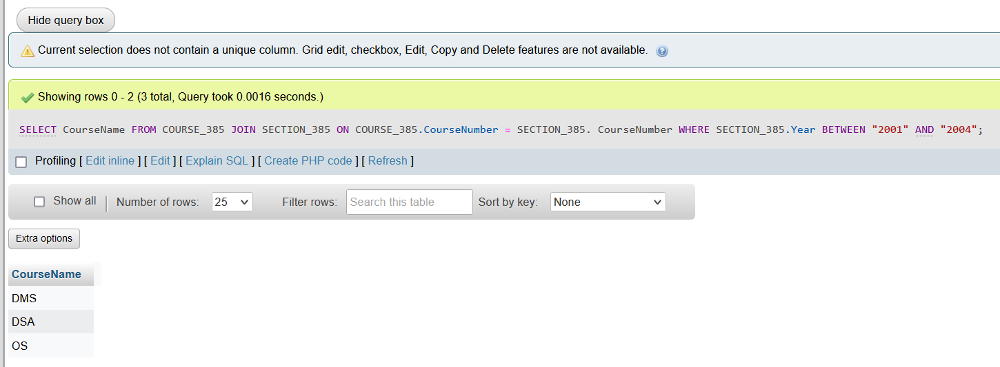 Hide query box
Current selection does not contain a unique column. Grid edit, checkbox, Edit, Copy and Delete features are not available.
Showing rows 0 - 2 (3 total, Query took 0.0016 seconds.)
SELECT CourseName FROM COURSE_385 JOIN SECTION_385 ON COURSE_385.CourseNumber = SECTION_385. CourseNumber WHERE SECTION_385.Year BETWEEN "2001" AND "2004";
Profiling [ Edit inline ] [ Edit ] [ Explain SQL ] [ Create PHP code ] [ Refresh ]
Show all | Number of rows: 25 Filter rows: Search this table Sort by key: None
Extra options
CourseName
DMS
DSA
OS